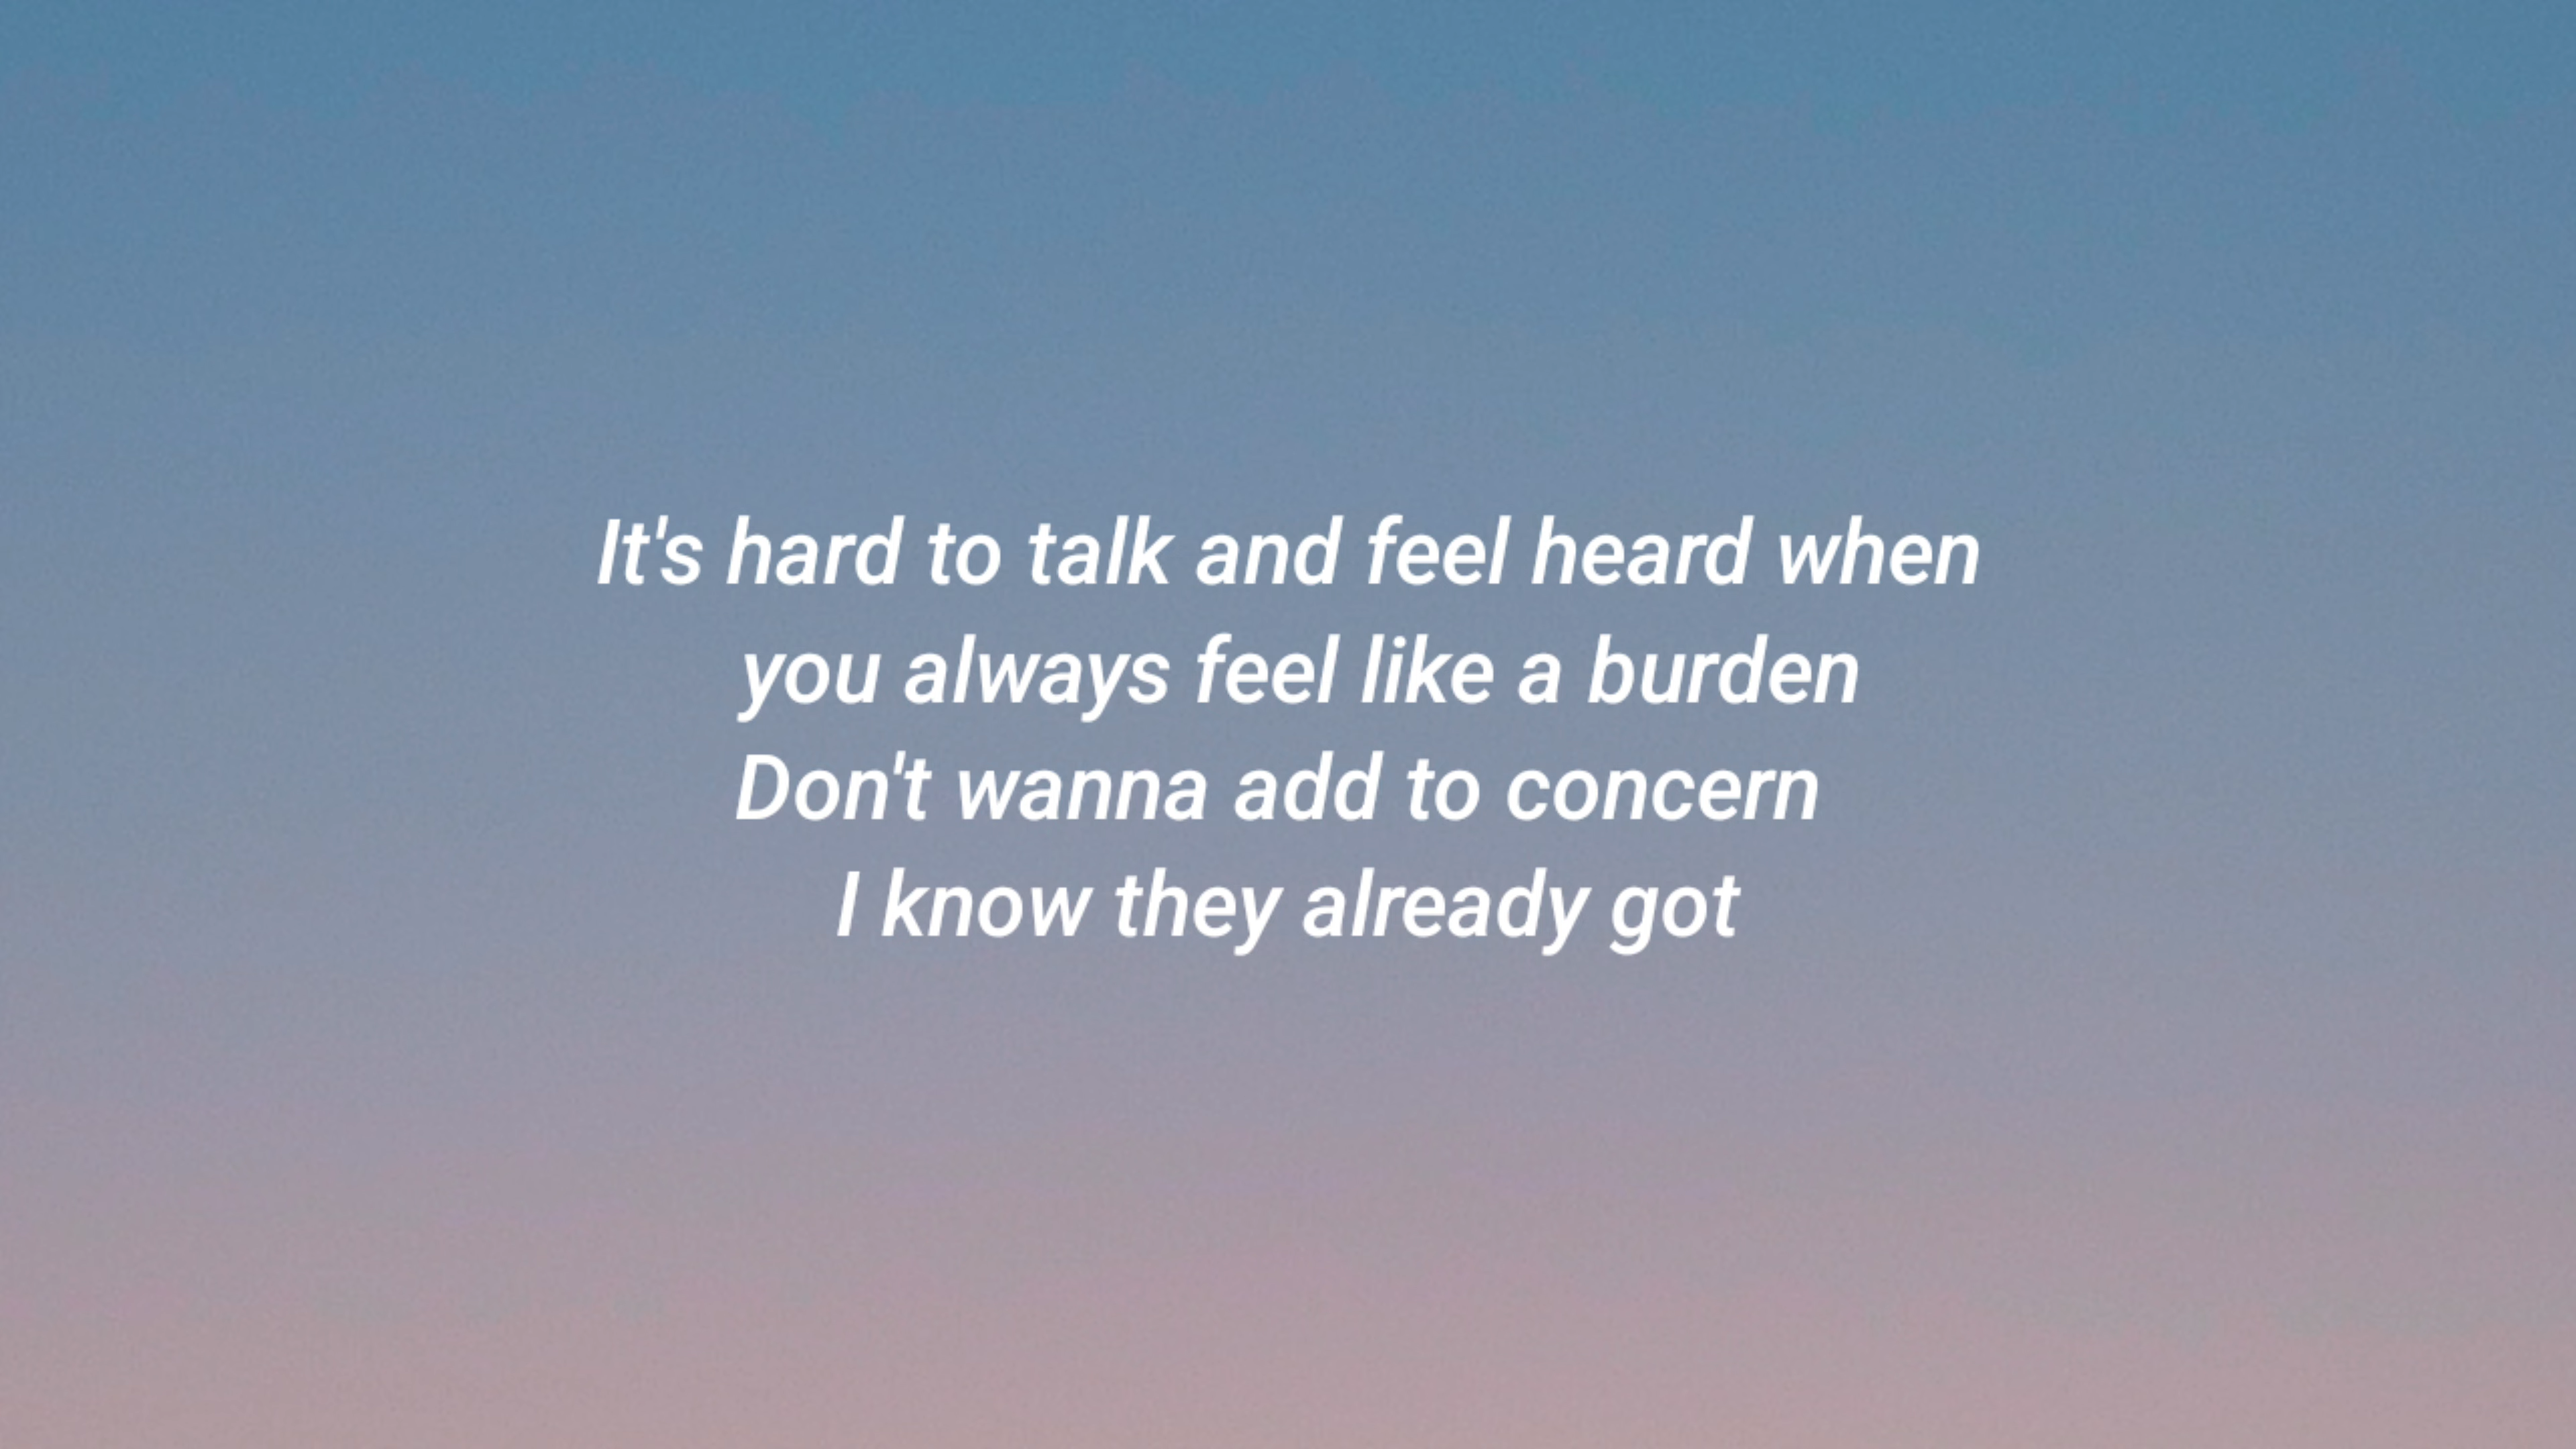 It's hard to talk and feel heard when
you always feel like a burden
Don't wanna add to concern
I know they already got